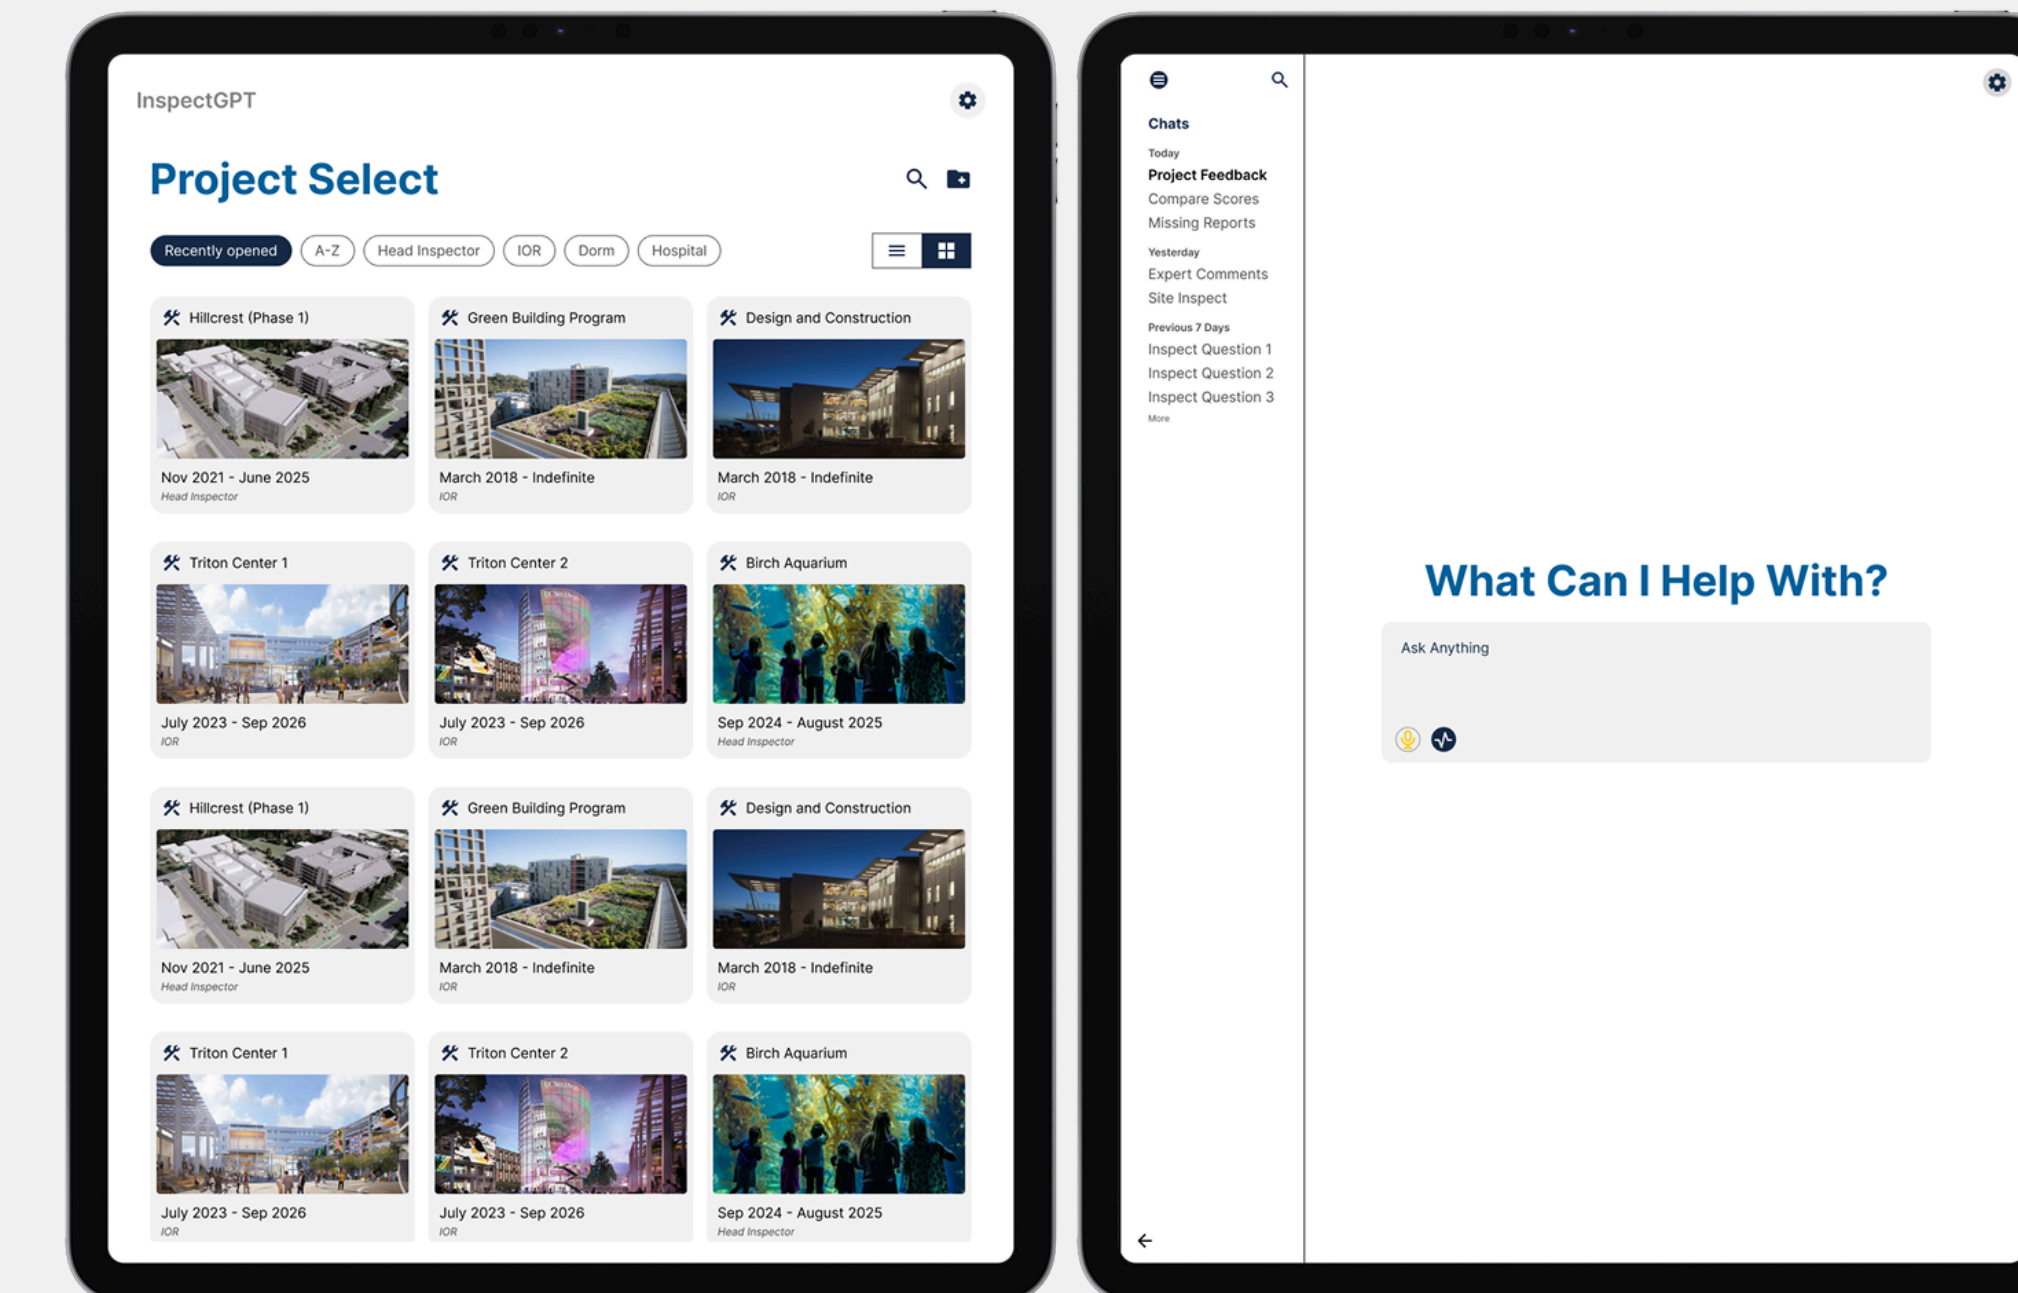 InspectGPT
Project Select
Recently opened A-Z Head Inspector IOR Dorm Hospital
Hillcrest (Phase 1) Green Building Program Design and Construction
Nov 2021 - June 2025 March 2018 - Indefinite March 2018 - Indefinite
Head Inspector IOR IOR
Triton Center 1 Triton Center 2 Birch Aquarium
July 2023 - Sep 2026 July 2023 - Sep 2026 Sep 2024 - August 2025
IOR IOR Head Inspector
Hillcrest (Phase 1) Green Building Program Design and Construction
Nov 2021 - June 2025 March 2018 - Indefinite March 2018 - Indefinite
Head Inspector IOR IOR
Triton Center 1 Triton Center 2 Birch Aquarium
July 2023 - Sep 2026 July 2023 - Sep 2026 Sep 2024 - August 2025
IOR IOR Head Inspector
Chats
Today
Project Feedback
Compare Scores
Missing Reports
Yesterday
Expert Comments
Site Inspect
Previous 7 Days
Inspect Question 1
Inspect Question 2
Inspect Question 3
More
What Can I Help With?
Ask Anything